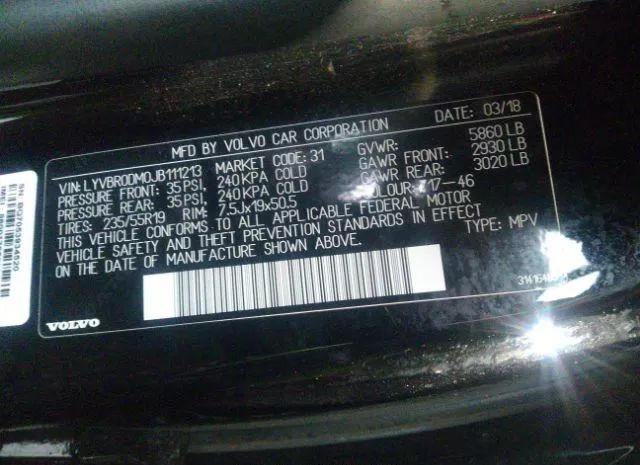 MFD BY VOLVO CAR CORPORATION DATE: 03/18
VIN: LYVBR0DM0JB111213 MARKET CODE: 31 GVWR: 5860 LB
PRESSURE FRONT: 35 PSI, 240 KPA COLD GAWR FRONT: 2930 LB
PRESSURE REAR: 35 PSI, 240 KPA COLD GAWR REAR: 3020 LB
TIRES: 235/55R19 RIM: 7.5Jx19x50.5 COLOUR: 717-46
THIS VEHICLE CONFORMS TO ALL APPLICABLE FEDERAL MOTOR
VEHICLE SAFETY AND THEFT PREVENTION STANDARDS IN EFFECT
ON THE DATE OF MANUFACTURE SHOWN ABOVE. TYPE: MPV
VOLVO